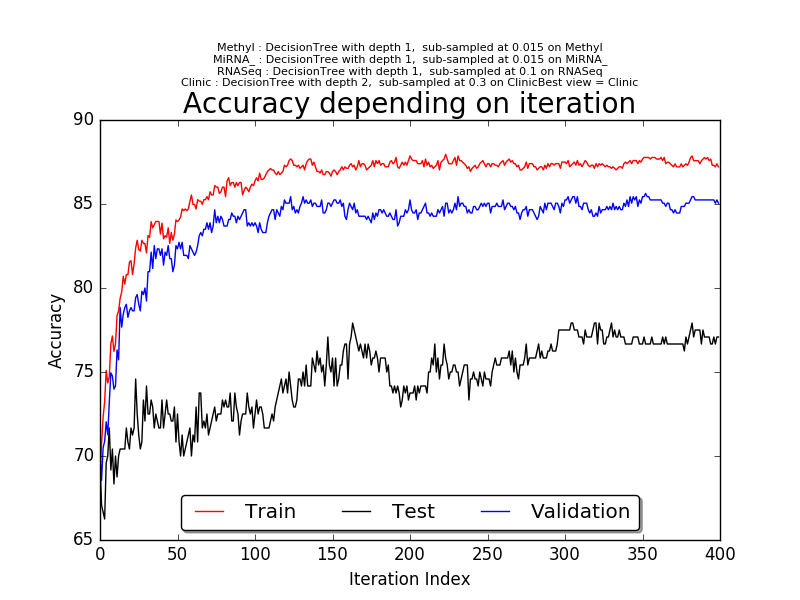 Methyl : DecisionTree with depth 1,  sub-sampled at 0.015 on Methyl
MiRNA_ : DecisionTree with depth 1,  sub-sampled at 0.015 on MiRNA_
RNASeq : DecisionTree with depth 1,  sub-sampled at 0.1 on RNASeq
Clinic : DecisionTree with depth 2,  sub-sampled at 0.3 on ClinicBest view = Clinic
Accuracy depending on iteration
90
85
80
75
70
65
Accuracy
Train Test Validation
0 50 100 150 200 250 300 350 400
Iteration Index